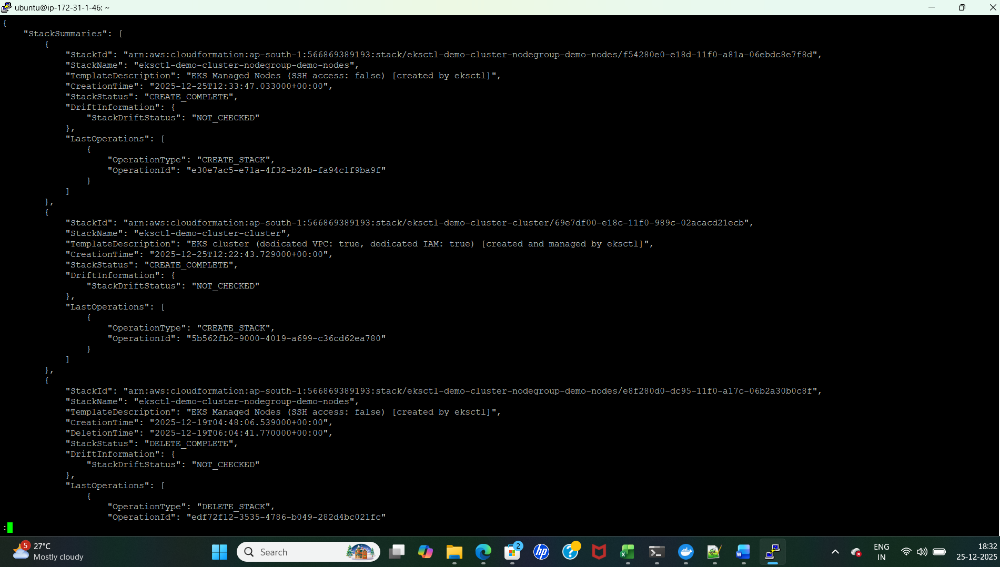 ubuntu@ip-172-31-1-46: ~
{
    "StackSummaries": [
        {
            "StackId": "arn:aws:cloudformation:ap-south-1:566869389193:stack/eksctl-demo-cluster-nodegroup-demo-nodes/f54280e0-e18d-11f0-a81a-06ebdc8e7f8d",
            "StackName": "eksctl-demo-cluster-nodegroup-demo-nodes",
            "TemplateDescription": "EKS Managed Nodes (SSH access: false) [created by eksctl]",
            "CreationTime": "2025-12-25T12:33:47.033000+00:00",
            "StackStatus": "CREATE_COMPLETE",
            "DriftInformation": {
                "StackDriftStatus": "NOT_CHECKED"
            },
            "LastOperations": [
                {
                    "OperationType": "CREATE_STACK",
                    "OperationId": "e30e7ac5-e71a-4f32-b24b-fa94c1f9ba9f"
                }
            ]
        },
        {
            "StackId": "arn:aws:cloudformation:ap-south-1:566869389193:stack/eksctl-demo-cluster-cluster/69e7df00-e18c-11f0-989c-02acacd21ecb",
            "StackName": "eksctl-demo-cluster-cluster",
            "TemplateDescription": "EKS cluster (dedicated VPC: true, dedicated IAM: true) [created and managed by eksctl]",
            "CreationTime": "2025-12-25T12:22:43.729000+00:00",
            "StackStatus": "CREATE_COMPLETE",
            "DriftInformation": {
                "StackDriftStatus": "NOT_CHECKED"
            },
            "LastOperations": [
                {
                    "OperationType": "CREATE_STACK",
                    "OperationId": "5b562fb2-9000-4019-a699-c36cd62ea780"
                }
            ]
        },
        {
            "StackId": "arn:aws:cloudformation:ap-south-1:566869389193:stack/eksctl-demo-cluster-nodegroup-demo-nodes/e8f280d0-dc95-11f0-a17c-06b2a30b0c8f",
            "StackName": "eksctl-demo-cluster-nodegroup-demo-nodes",
            "TemplateDescription": "EKS Managed Nodes (SSH access: false) [created by eksctl]",
            "CreationTime": "2025-12-19T04:48:06.539000+00:00",
            "DeletionTime": "2025-12-19T06:04:41.770000+00:00",
            "StackStatus": "DELETE_COMPLETE",
            "DriftInformation": {
                "StackDriftStatus": "NOT_CHECKED"
            },
            "LastOperations": [
                {
                    "OperationType": "DELETE_STACK",
                    "OperationId": "edf72f12-3535-4786-b049-282d4bc021fc"
:
5
27°C
Mostly cloudy
Search
2
hp
?
ENG
IN
18:32
25-12-2025